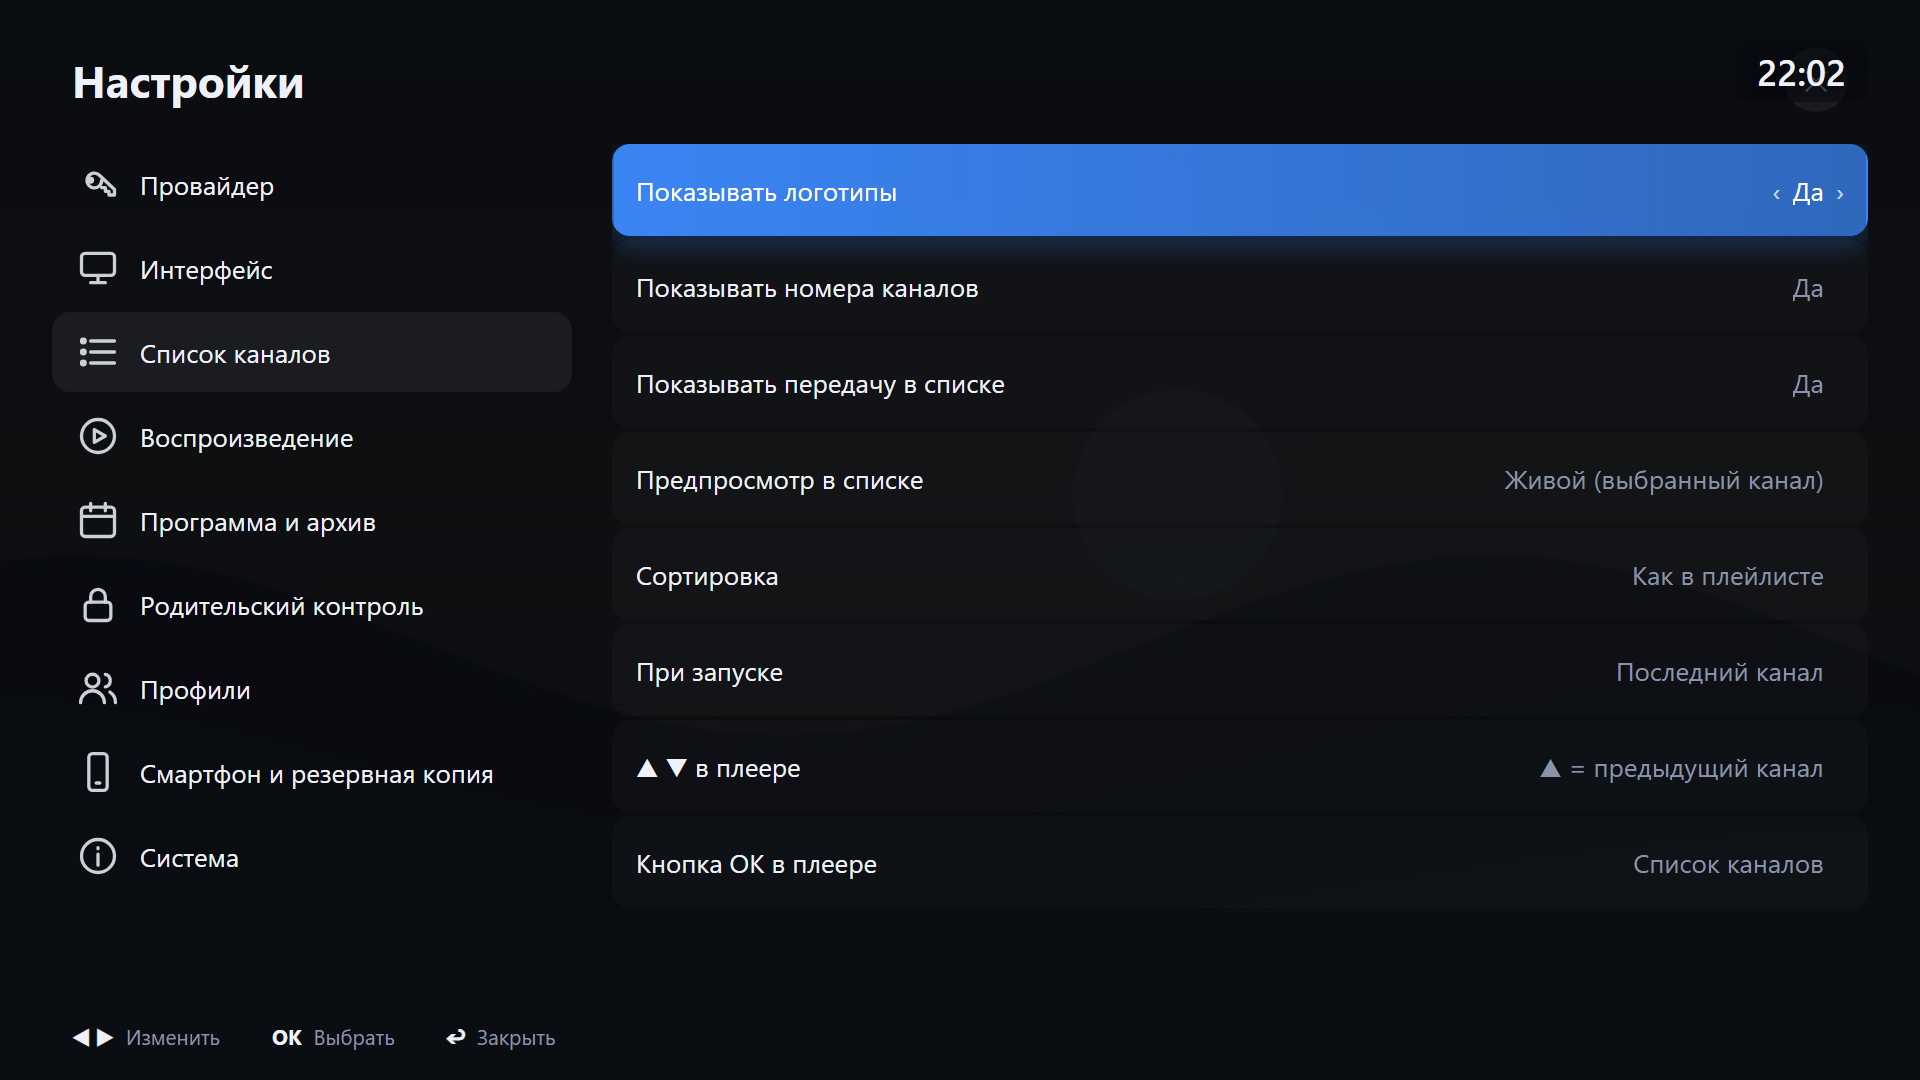 Настройки
22:02
Провайдер
Интерфейс
Список каналов
Воспроизведение
Программа и архив
Родительский контроль
Профили
Смартфон и резервная копия
Система
Показывать логотипы ‹ Да ›
Показывать номера каналов Да
Показывать передачу в списке Да
Предпросмотр в списке Живой (выбранный канал)
Сортировка Как в плейлисте
При запуске Последний канал
▲ ▼ в плеере ▲ = предыдущий канал
Кнопка OK в плеере Список каналов
◀ ▶ Изменить OK Выбрать ↩ Закрыть